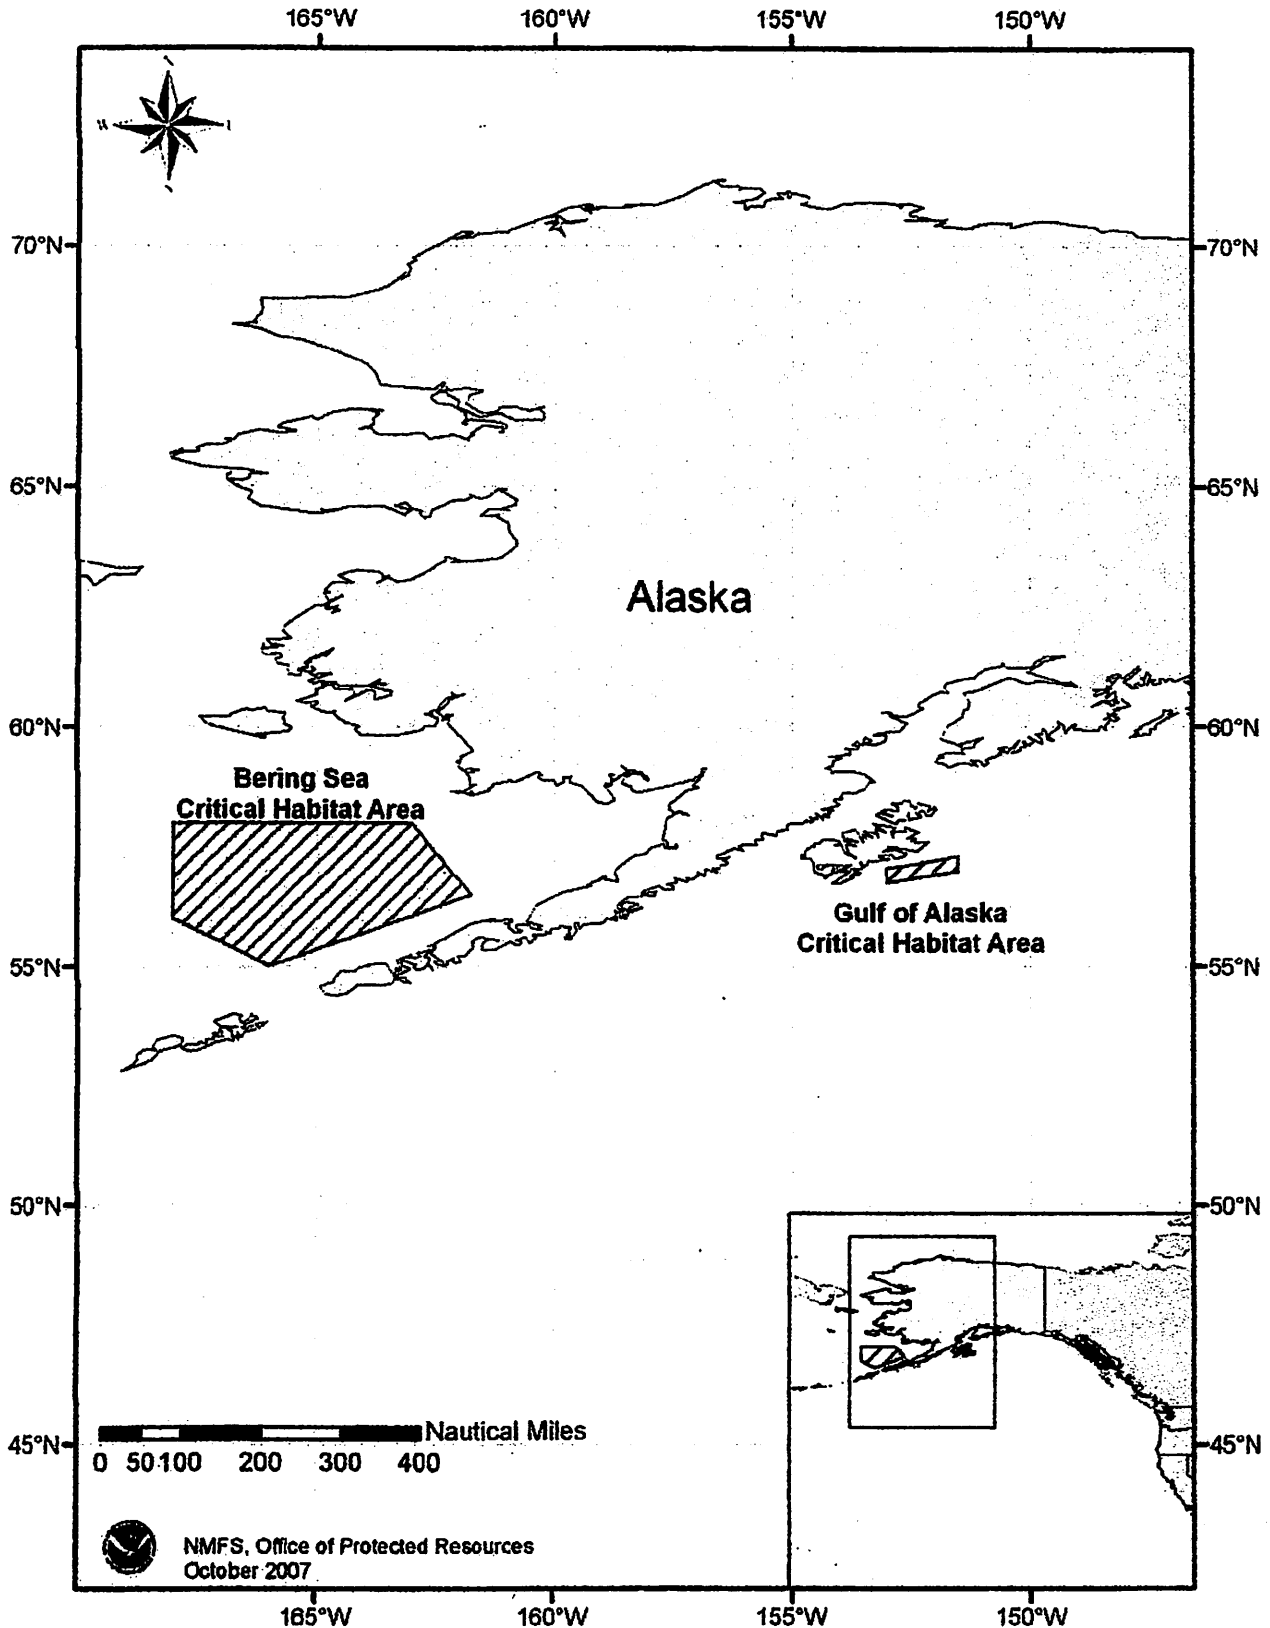 165°W 160°W 155°W 150°W
70°N 70°N
65°N 65°N
Alaska
60°N 60°N
Bering Sea
Critical Habitat Area
Gulf of Alaska
Critical Habitat Area
55°N 55°N
50°N 50°N
Nautical Miles
45°N 45°N
0 50 100 200 300 400
NMFS, Office of Protected Resources
October 2007
165°W 160°W 155°W 150°W